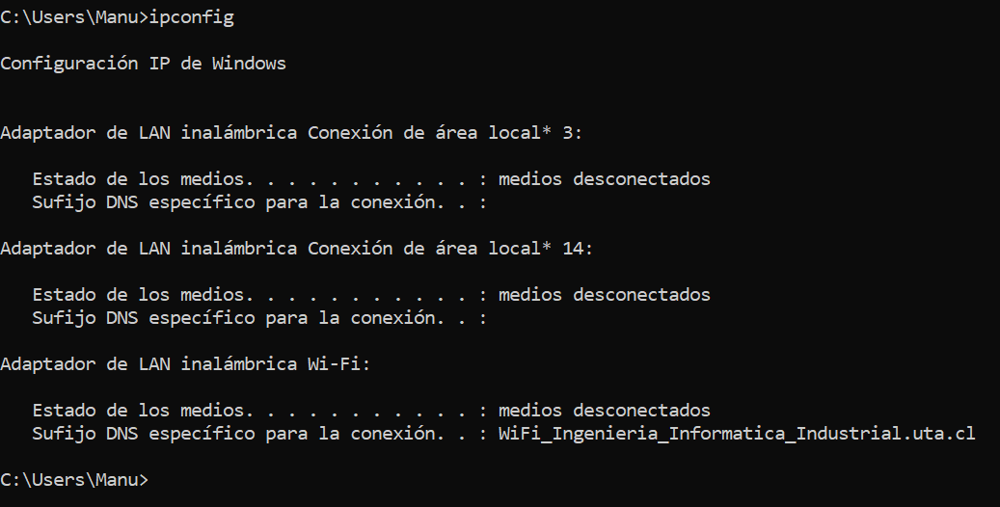 C:\Users\Manu>ipconfig
Configuración IP de Windows
Adaptador de LAN inalámbrica Conexión de área local* 3:
Estado de los medios. . . . . . . . . . . : medios desconectados
Sufijo DNS específico para la conexión. . :
Adaptador de LAN inalámbrica Conexión de área local* 14:
Estado de los medios. . . . . . . . . . . : medios desconectados
Sufijo DNS específico para la conexión. . :
Adaptador de LAN inalámbrica Wi-Fi:
Estado de los medios. . . . . . . . . . . : medios desconectados
Sufijo DNS específico para la conexión. . : WiFi_Ingenieria_Informatica_Industrial.uta.cl
C:\Users\Manu>